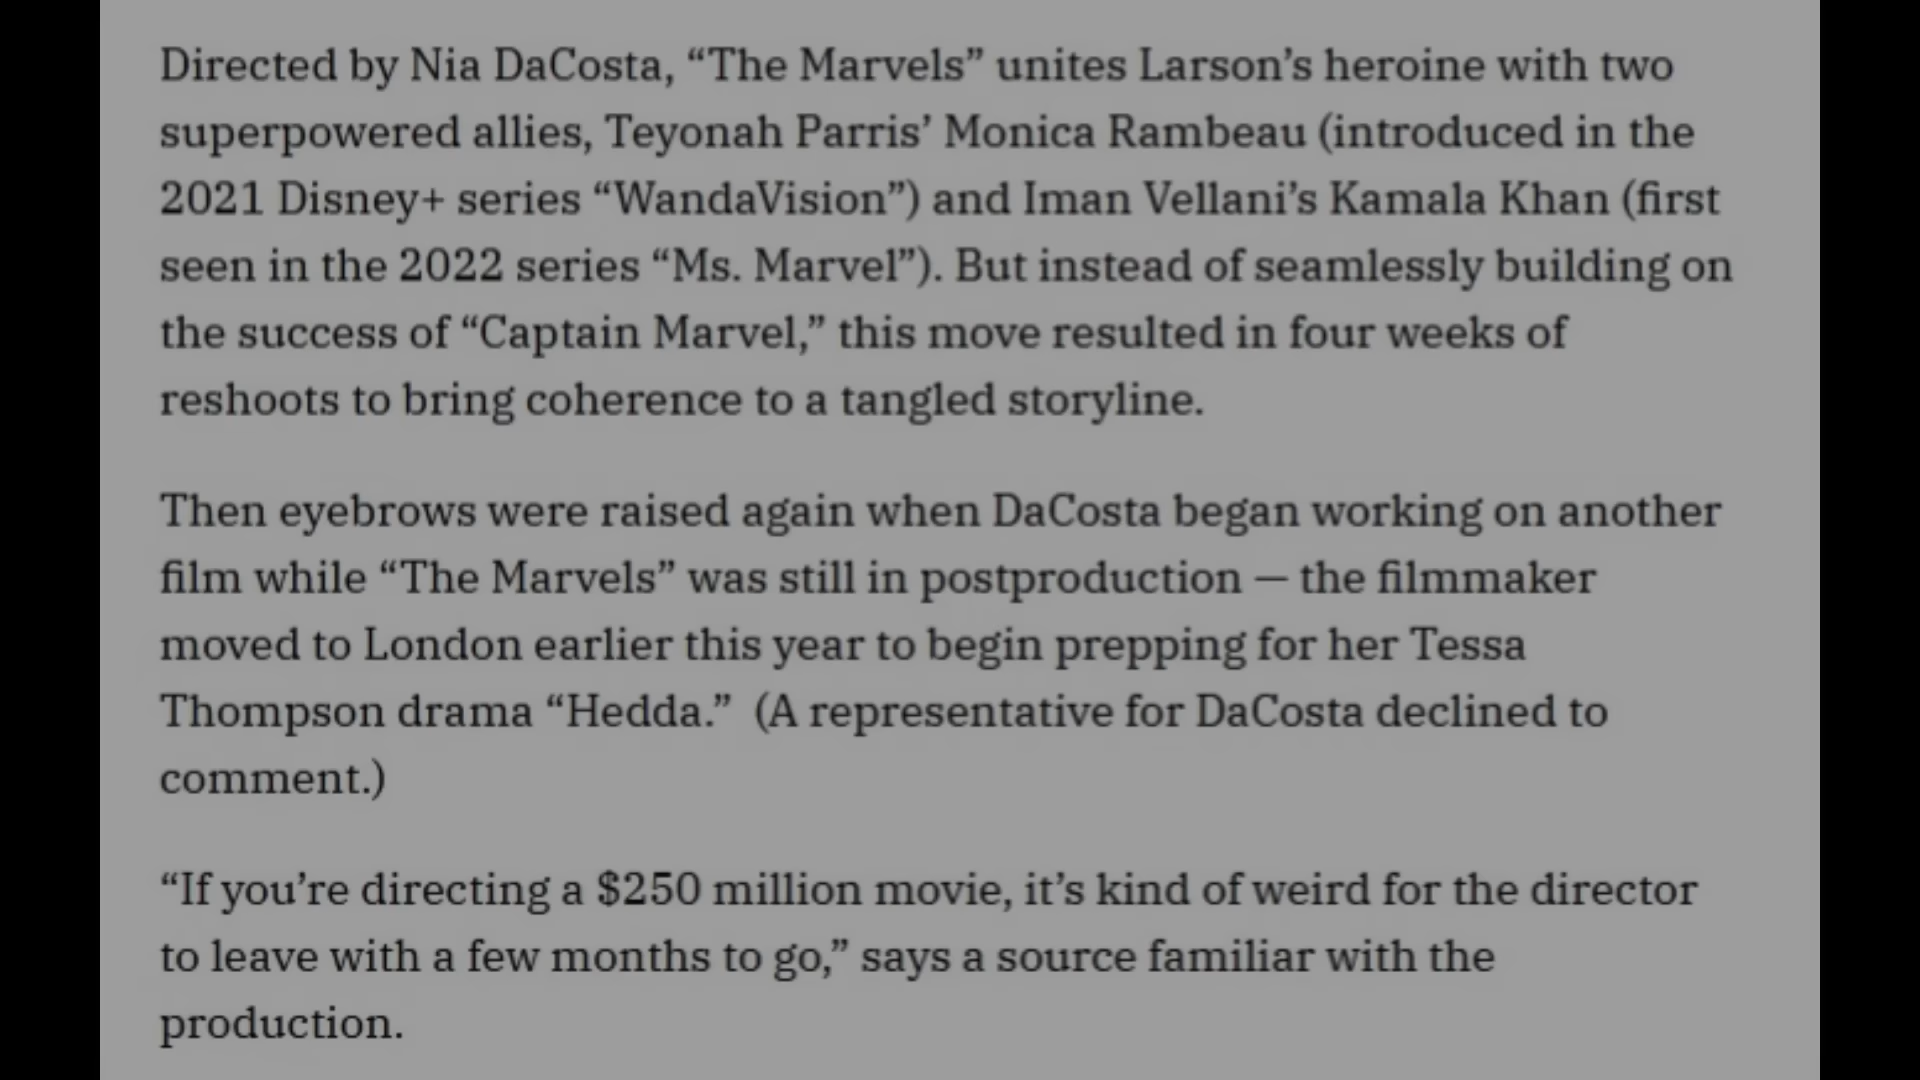 Directed by Nia DaCosta, “The Marvels” unites Larson’s heroine with two
superpowered allies, Teyonah Parris’ Monica Rambeau (introduced in the
2021 Disney+ series “WandaVision”) and Iman Vellani’s Kamala Khan (first
seen in the 2022 series “Ms. Marvel”). But instead of seamlessly building on
the success of “Captain Marvel,” this move resulted in four weeks of
reshoots to bring coherence to a tangled storyline.
Then eyebrows were raised again when DaCosta began working on another
film while “The Marvels” was still in postproduction — the filmmaker
moved to London earlier this year to begin prepping for her Tessa
Thompson drama “Hedda.”  (A representative for DaCosta declined to
comment.)
“If you’re directing a $250 million movie, it’s kind of weird for the director
to leave with a few months to go,” says a source familiar with the
production.